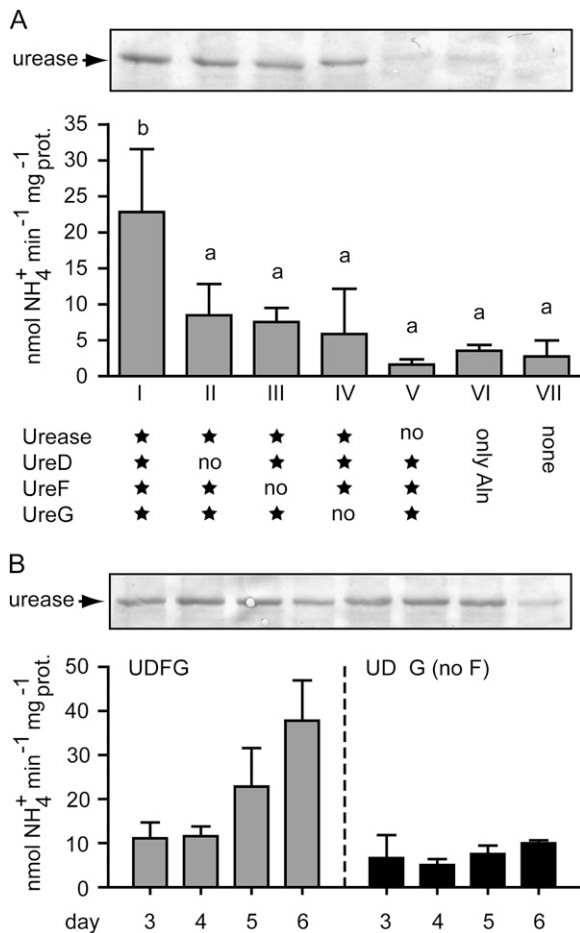 A
urease
35
30
25
20
15
10
5
0
nmol NH4+ min-1 mg-1 prot.
b
a
a
a
a
a
a
I II III IV V VI VII
Urease ★ ★ ★ ★ no only Aln none
UreD ★ no ★ ★ ★
UreF ★ ★ no ★ ★
UreG ★ ★ ★ no ★
B
urease
UDFG UD G (no F)
50
40
30
20
10
0
nmol NH4+ min-1 mg-1 prot.
day 3 4 5 6 3 4 5 6